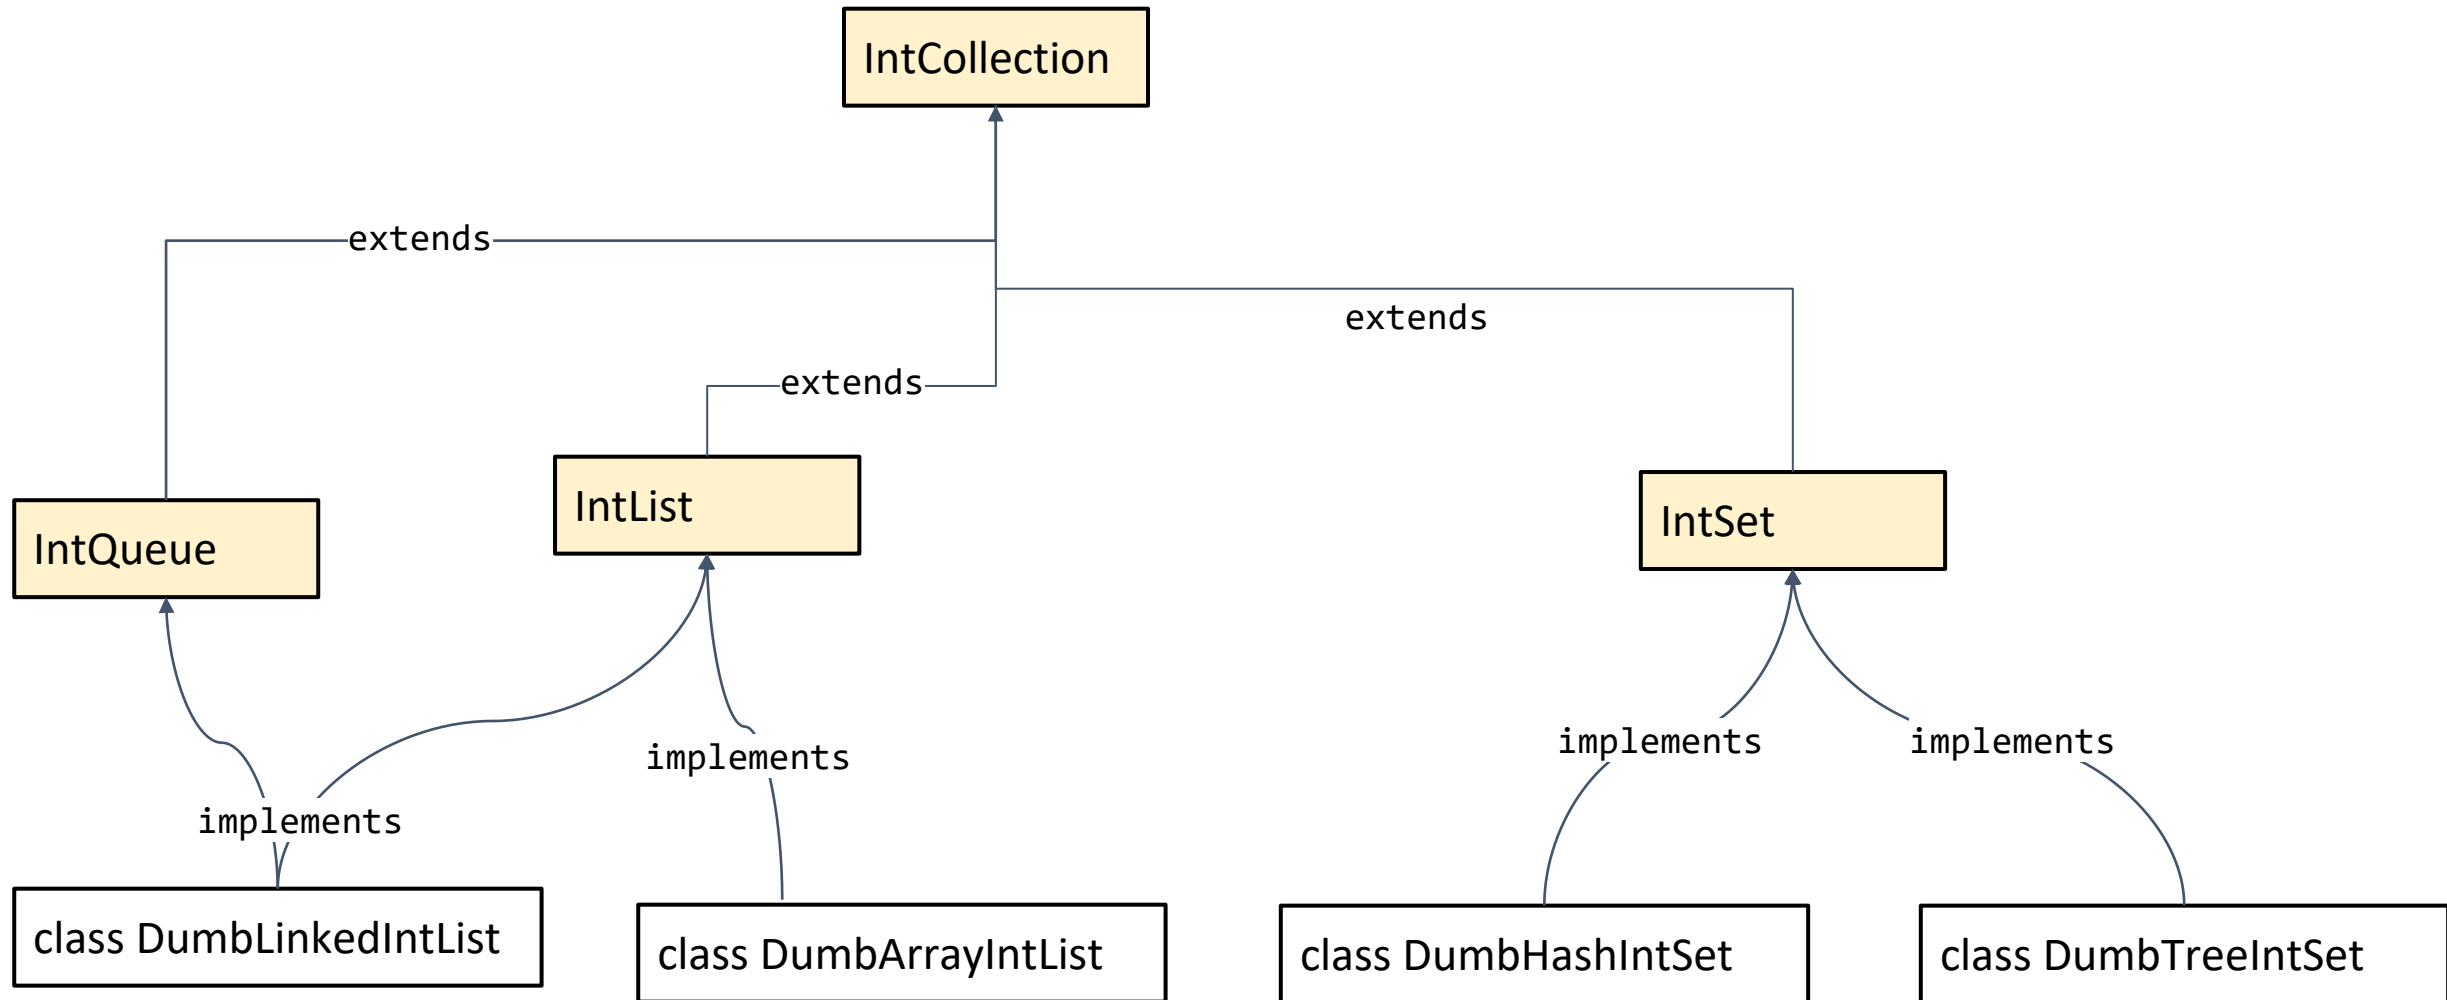 IntCollection
extends
extends
extends
IntList
IntSet
IntQueue
implements
implements
implements
implements
class DumbLinkedIntList
class DumbArrayIntList
class DumbHashIntSet
class DumbTreeIntSet